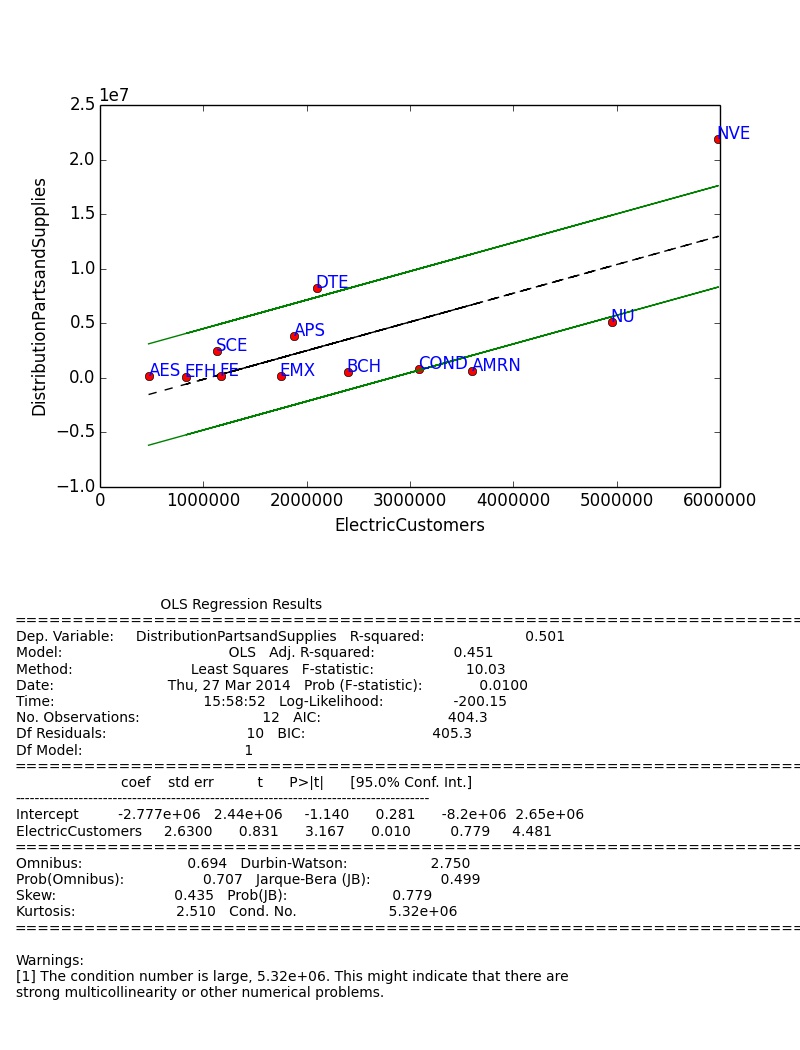 1e7
2.5
2.0
1.5
1.0
0.5
0.0
−0.5
−1.0
DistributionPartsandSupplies
NVE
DTE
APS
SCE
NU
AES
EFH
FE
EMX
BCH
COND
AMRN
0 1000000 2000000 3000000 4000000 5000000 6000000
ElectricCustomers
OLS Regression Results
==============================================================================
Dep. Variable: DistributionPartsandSupplies R-squared: 0.501
Model: OLS Adj. R-squared: 0.451
Method: Least Squares F-statistic: 10.03
Date: Thu, 27 Mar 2014 Prob (F-statistic): 0.0100
Time: 15:58:52 Log-Likelihood: -200.15
No. Observations: 12 AIC: 404.3
Df Residuals: 10 BIC: 405.3
Df Model: 1
==============================================================================
coef std err t P>|t| [95.0% Conf. Int.]
------------------------------------------------------------------------------
Intercept -2.777e+06 2.44e+06 -1.140 0.281 -8.2e+06 2.65e+06
ElectricCustomers 2.6300 0.831 3.167 0.010 0.779 4.481
==============================================================================
Omnibus: 0.694 Durbin-Watson: 2.750
Prob(Omnibus): 0.707 Jarque-Bera (JB): 0.499
Skew: 0.435 Prob(JB): 0.779
Kurtosis: 2.510 Cond. No. 5.32e+06
==============================================================================
Warnings:
[1] The condition number is large, 5.32e+06. This might indicate that there are
strong multicollinearity or other numerical problems.